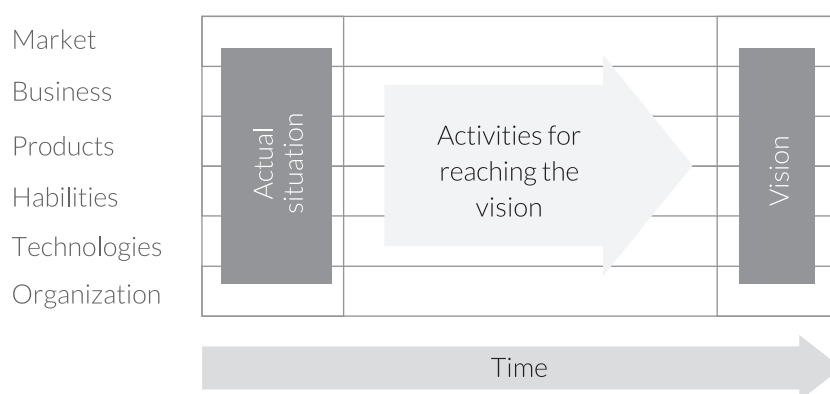 Market
Business
Products
Habilities
Technologies
Organization
Actual
situation
Activities for
reaching the
vision
Vision
Time